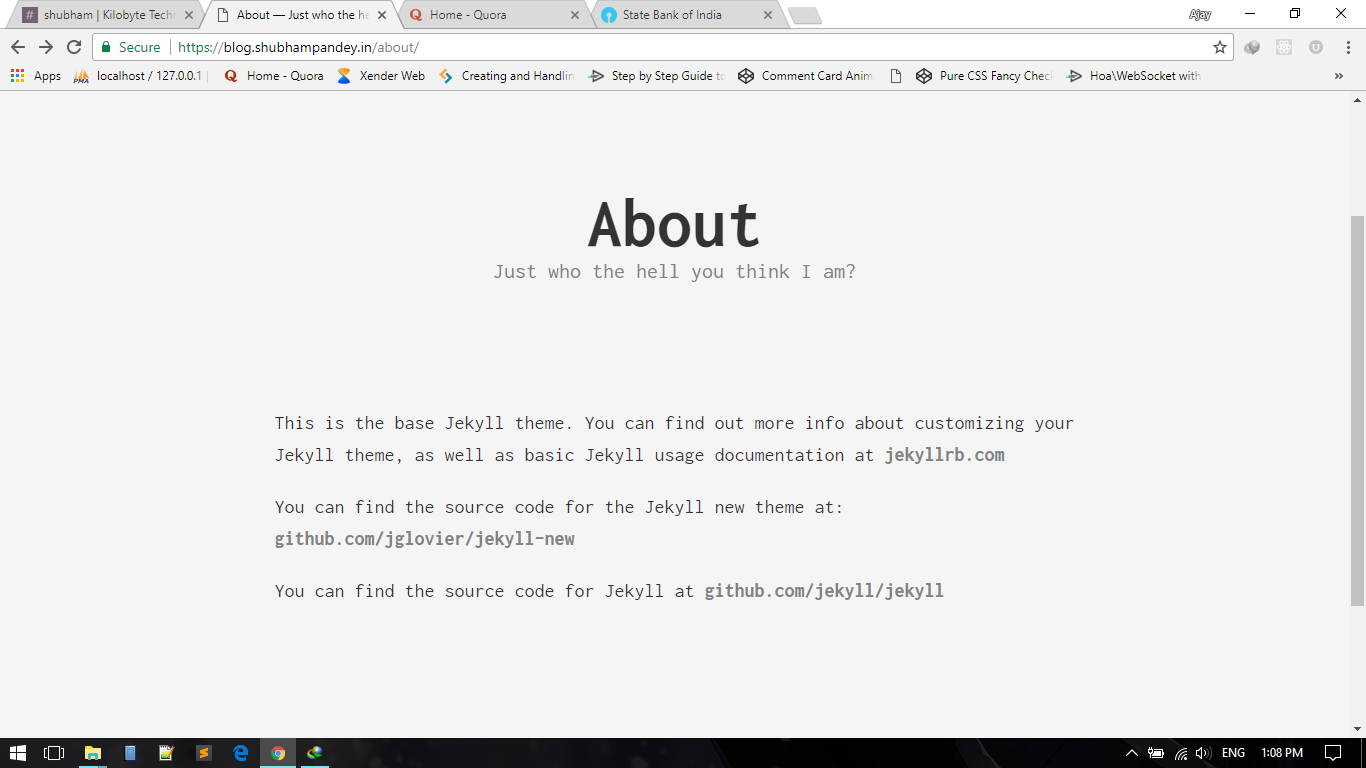 shubham | Kilobyte Tech
About — Just who the he
Home - Quora
State Bank of India
Ajay
Secure
https://blog.shubhampandey.in/about/
Apps
localhost / 127.0.0.1
Home - Quora
Xender Web
Creating and Handlin
Step by Step Guide to
Comment Card Anim
Pure CSS Fancy Chec
Hoa\WebSocket with
About
Just who the hell you think I am?
This is the base Jekyll theme. You can find out more info about customizing your
Jekyll theme, as well as basic Jekyll usage documentation at jekyllrb.com
You can find the source code for the Jekyll new theme at:
github.com/jglovier/jekyll-new
You can find the source code for Jekyll at github.com/jekyll/jekyll
ENG
1:08 PM